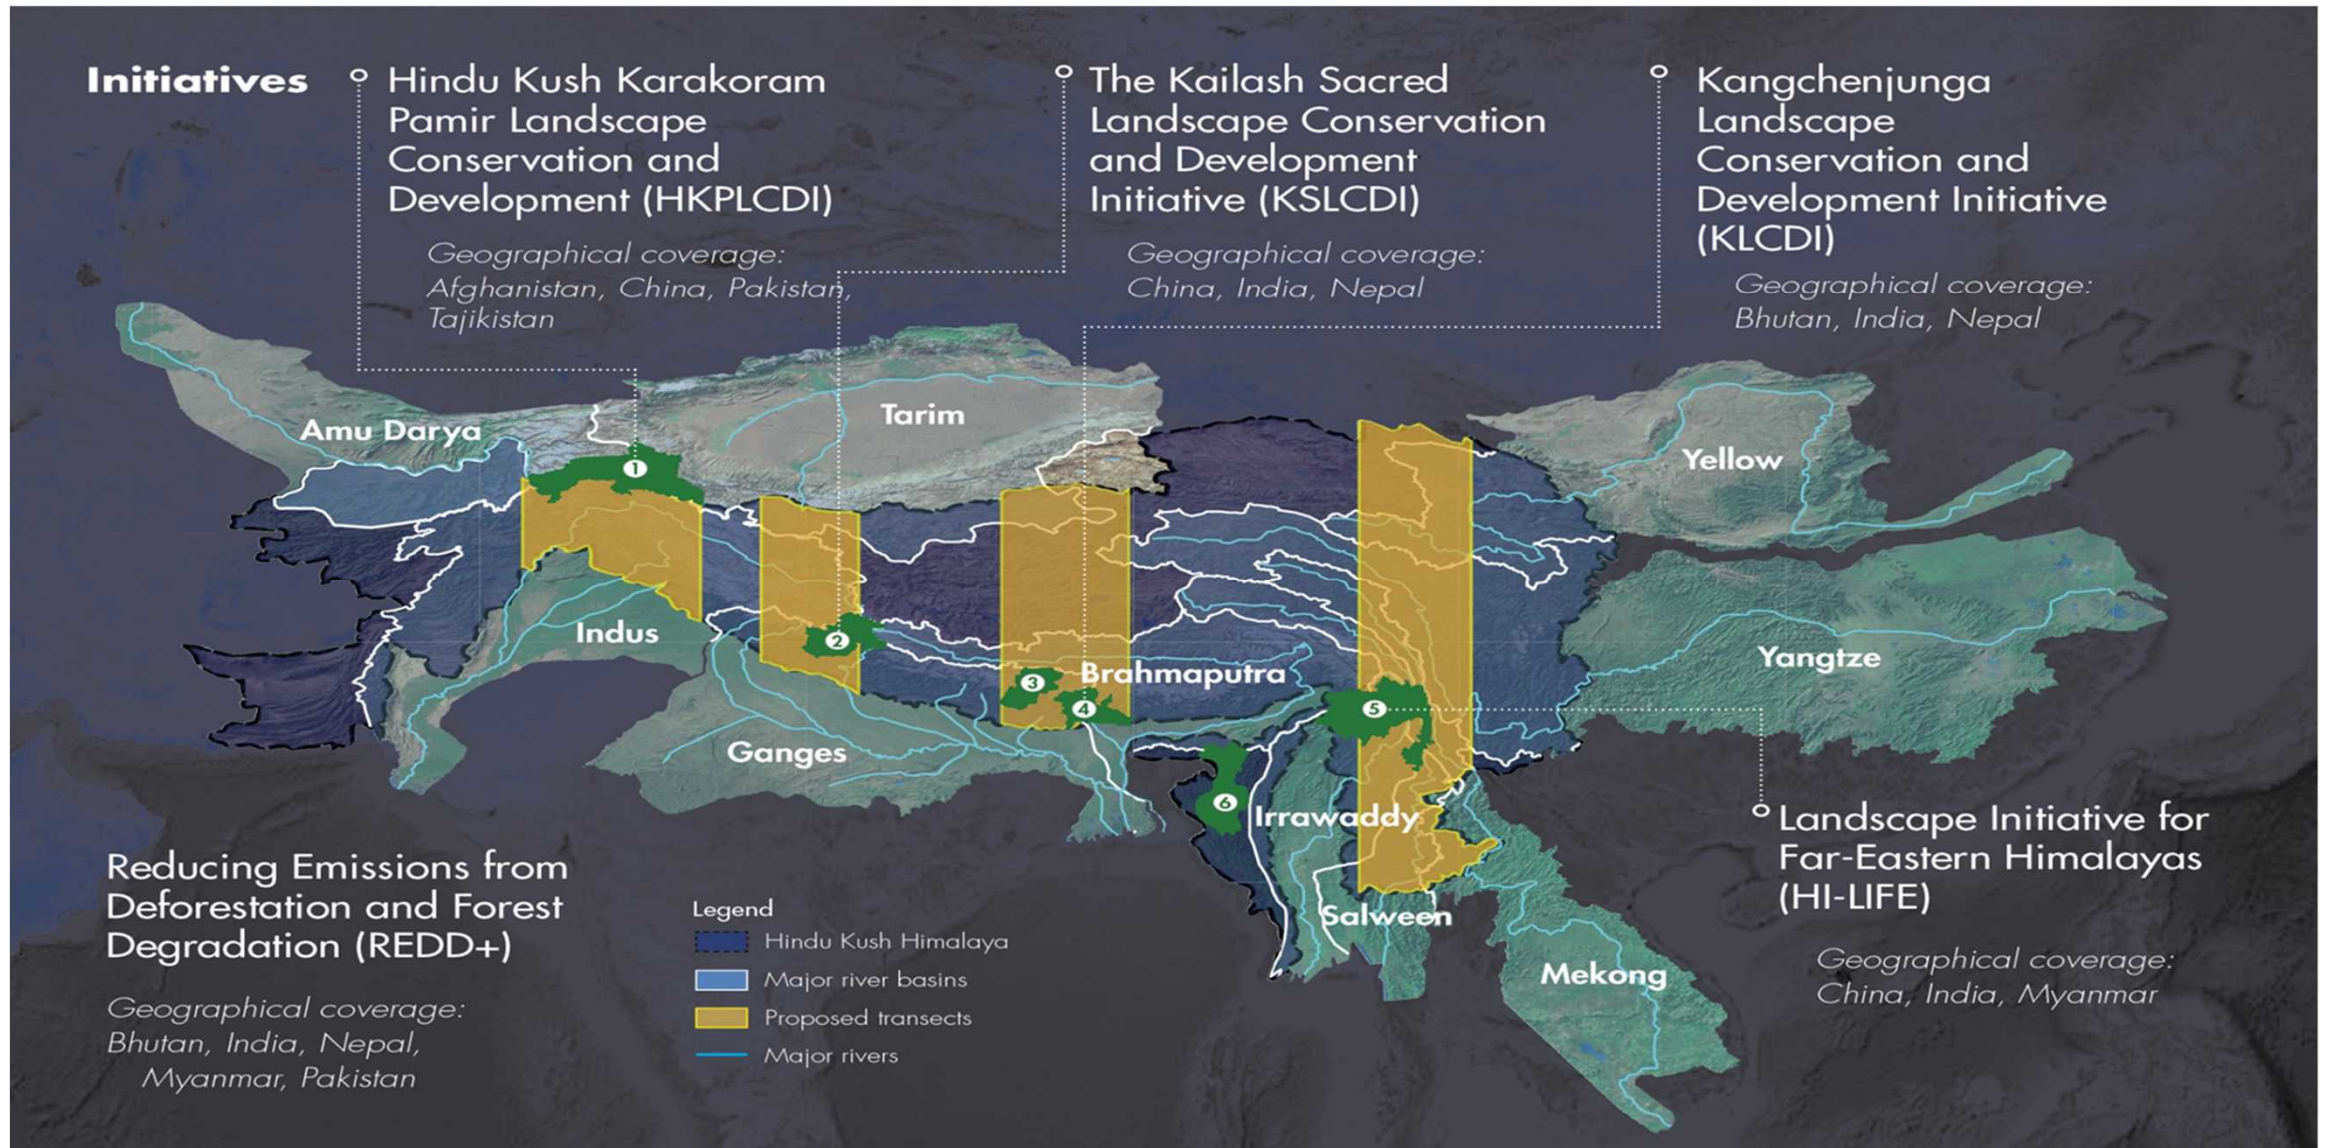 Initiatives
Hindu Kush Karakoram
Pamir Landscape
Conservation and
Development (HKPLCDI)
Geographical coverage:
Afghanistan, China, Pakistan,
Tajikistan
The Kailash Sacred
Landscape Conservation
and Development
Initiative (KSLCDI)
Geographical coverage:
China, India, Nepal
Kangchenjunga
Landscape
Conservation and
Development Initiative
(KLCDI)
Geographical coverage:
Bhutan, India, Nepal
Amu Darya
Tarim
Yellow
1
Indus
2
Brahmaputra
Yangtze
3
4
5
Ganges
6
Irrawaddy
Salween
Mekong
Landscape Initiative for
Far-Eastern Himalayas
(HI-LIFE)
Geographical coverage:
China, India, Myanmar
Reducing Emissions from
Deforestation and Forest
Degradation (REDD+)
Geographical coverage:
Bhutan, India, Nepal,
Myanmar, Pakistan
Legend
Hindu Kush Himalaya
Major river basins
Proposed transects
Major rivers